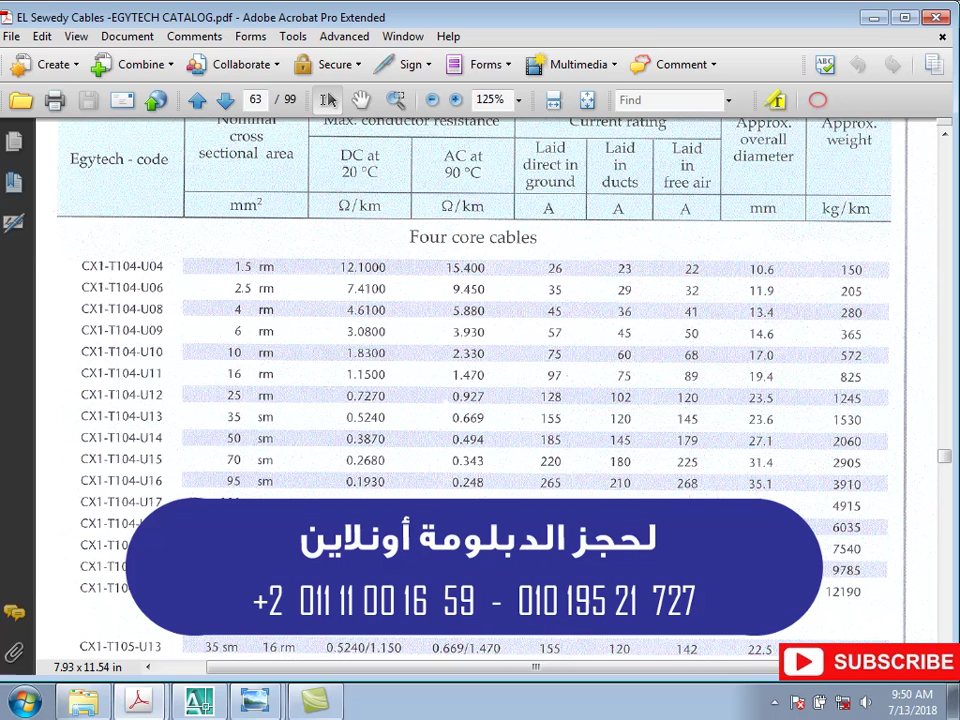 EL Sewedy Cables -EGYTECH CATALOG.pdf - Adobe Acrobat Pro Extended
File Edit View Document Comments Forms Tools Advanced Window Help
Create Combine Collaborate Secure Sign Forms Multimedia Comment
63 / 99 125% Find
Egytech - code Nominal cross sectional area Max. conductor resistance Current rating Approx. overall diameter Approx. weight
DC at 20 °C AC at 90 °C Laid direct in ground Laid in ducts Laid in free air
mm² Ω/km Ω/km A A A mm kg/km
Four core cables
CX1-T104-U04 1.5 rm 12.1000 15.400 26 23 22 10.6 150
CX1-T104-U06 2.5 rm 7.4100 9.450 35 29 32 11.9 205
CX1-T104-U08 4 rm 4.6100 5.880 45 36 41 13.4 280
CX1-T104-U09 6 rm 3.0800 3.930 57 45 50 14.6 365
CX1-T104-U10 10 rm 1.8300 2.330 75 60 68 17.0 572
CX1-T104-U11 16 rm 1.1500 1.470 97 75 89 19.4 825
CX1-T104-U12 25 rm 0.7270 0.927 128 102 120 23.5 1245
CX1-T104-U13 35 sm 0.5240 0.669 155 120 145 23.6 1530
CX1-T104-U14 50 sm 0.3870 0.494 185 145 179 27.1 2060
CX1-T104-U15 70 sm 0.2680 0.343 220 180 225 31.4 2905
CX1-T104-U16 95 sm 0.1930 0.248 265 210 268 35.1 3910
CX1-T104-U17 4915
CX1-T104- 6035
CX1-T10 7540
CX1-T10 9785
CX1-T10 12190
لحجز الدبلومة أونلاين
+2 011 11 00 16 59 - 010 195 21 727
CX1-T105-U13 35 sm 16 rm 0.5240/1.150 0.669/1.470 155 120 142 22.5
SUBSCRIBE
7.93 x 11.54 in
9:50 AM
7/13/2018